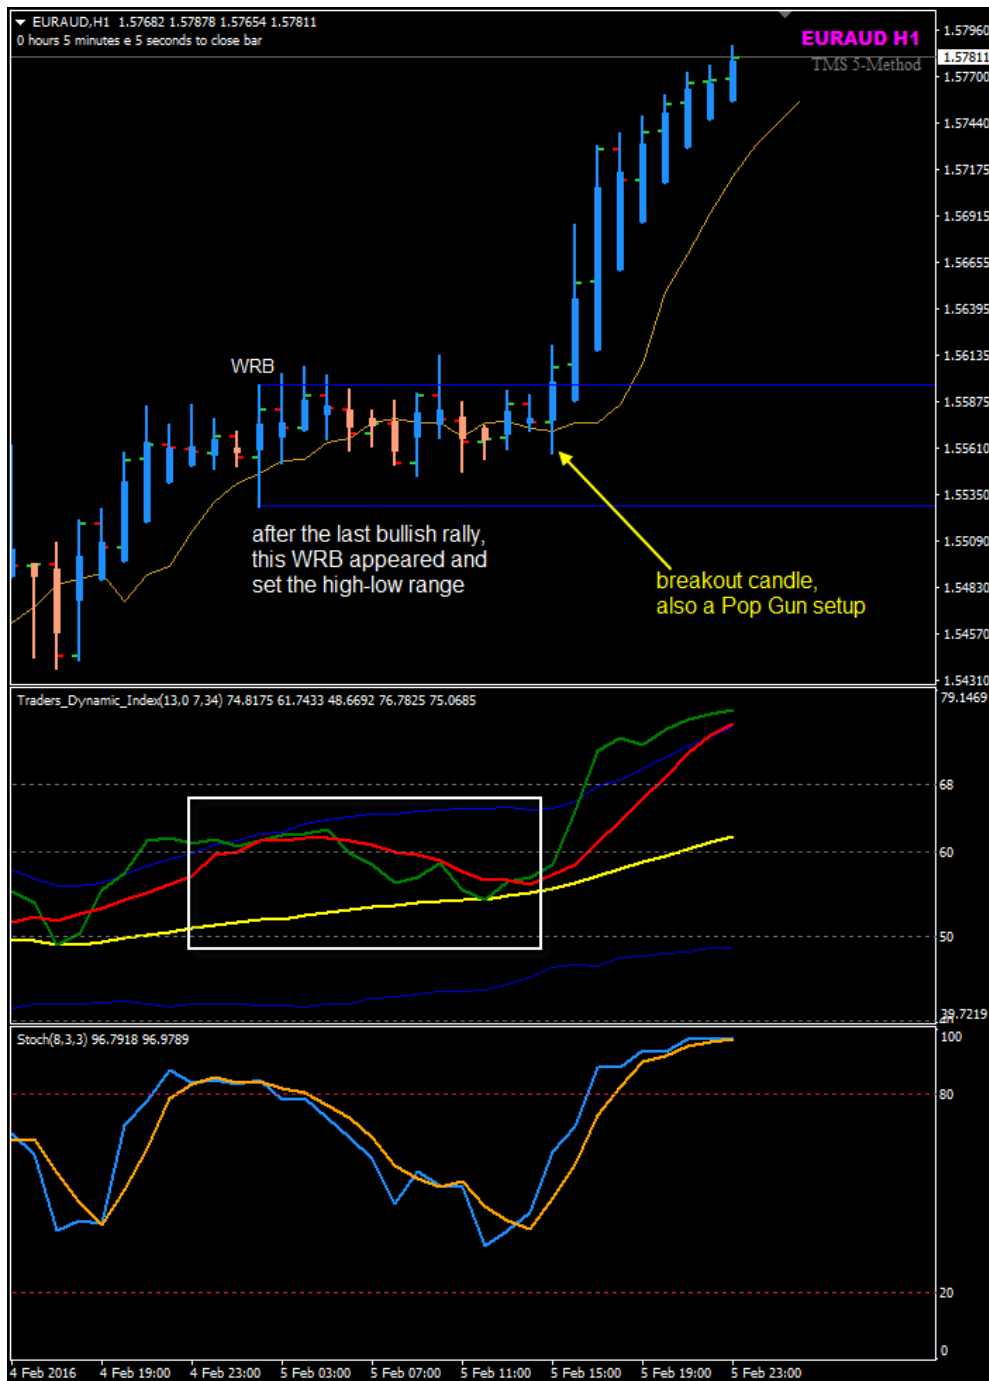 EURAUD,H1 1.57682 1.57878 1.57654 1.57811
0 hours 5 minutes e 5 seconds to close bar
EURAUD H1
TMS 5-Method
1.57960
1.57811
1.57700
1.57440
1.57175
1.56915
1.56655
1.56395
1.56135
1.55875
1.55610
1.55350
1.55090
1.54830
1.54570
1.54310
WRB
after the last bullish rally,
this WRB appeared and
set the high-low range
breakout candle,
also a Pop Gun setup
Traders_Dynamic_Index(13,0 7,34) 74.8175 61.7433 48.6692 76.7825 75.0685
79.1469
68
60
50
40
39.7219
Stoch(8,3,3) 96.7918 96.9789
100
80
20
0
4 Feb 2016 4 Feb 19:00 4 Feb 23:00 5 Feb 03:00 5 Feb 07:00 5 Feb 11:00 5 Feb 15:00 5 Feb 19:00 5 Feb 23:00